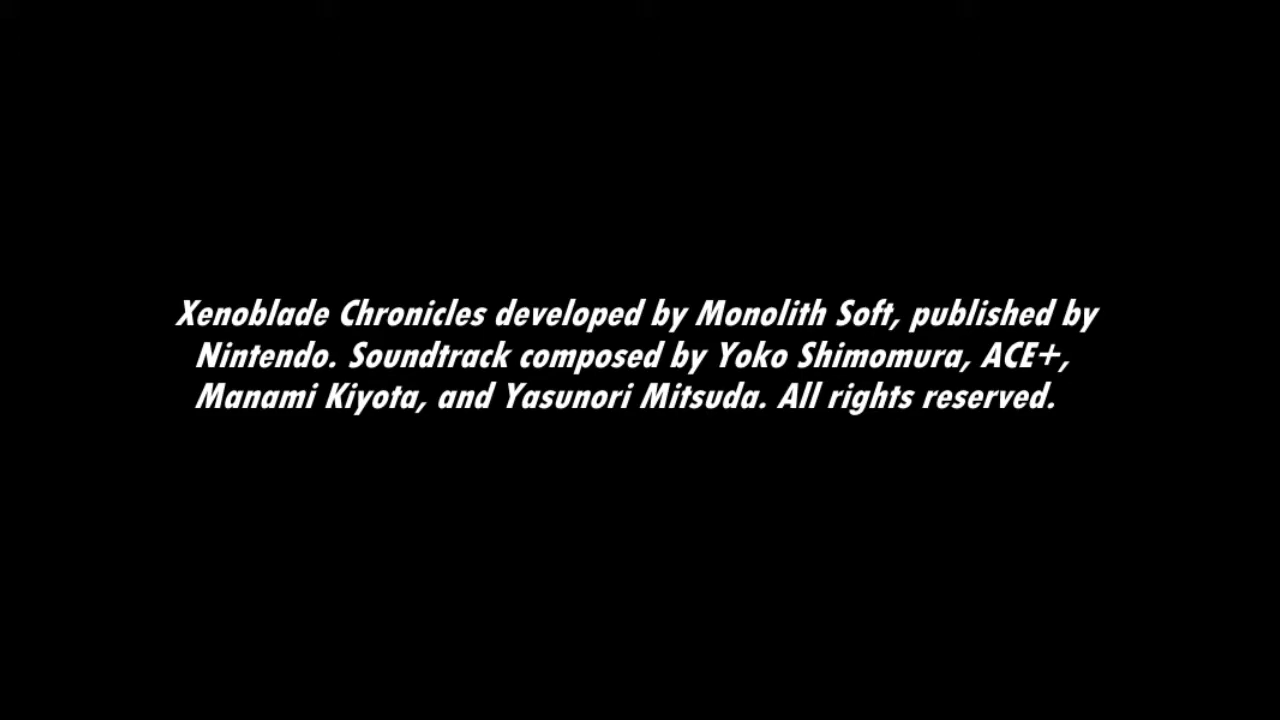 Xenoblade Chronicles developed by Monolith Soft, published by
Nintendo. Soundtrack composed by Yoko Shimomura, ACE+,
Manami Kiyota, and Yasunori Mitsuda. All rights reserved.